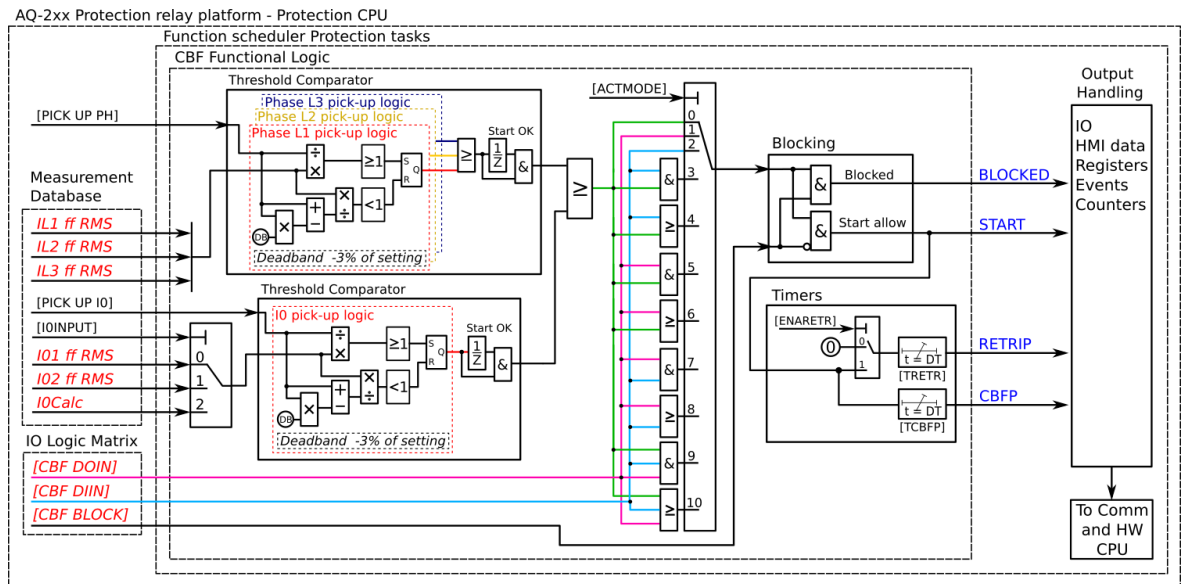 AQ-2xx Protection relay platform - Protection CPU
Function scheduler Protection tasks
CBF Functional Logic
Threshold Comparator
Phase L3 pick-up logic
Phase L2 pick-up logic
Phase L1 pick-up logic
[PICK UP PH]
÷
×
≥1
S
Q
R
×
÷
<1
+
−
×
DB
Deadband -3% of setting
≥
Start OK
1
Z
&
Measurement
Database
IL1 ff RMS
IL2 ff RMS
IL3 ff RMS
[PICK UP I0]
[I0INPUT]
I01 ff RMS
I02 ff RMS
I0Calc
0
1
2
Threshold Comparator
I0 pick-up logic
÷
×
≥1
S
Q
R
×
÷
<1
+
−
×
DB
Deadband -3% of setting
Start OK
1
Z
&
≥
IO Logic Matrix
[CBF DOIN]
[CBF DIIN]
[CBF BLOCK]
[ACTMODE]
0
1
2
& 3
≥ 4
& 5
≥ 6
& 7
≥ 8
& 9
≥ 10
Blocking
& Blocked
& Start allow
Timers
[ENARETR]
0
0
1
t = DT
[TRETR]
t = DT
[TCBFP]
BLOCKED
START
RETRIP
CBFP
Output
Handling
IO
HMI data
Registers
Events
Counters
To Comm
and HW
CPU